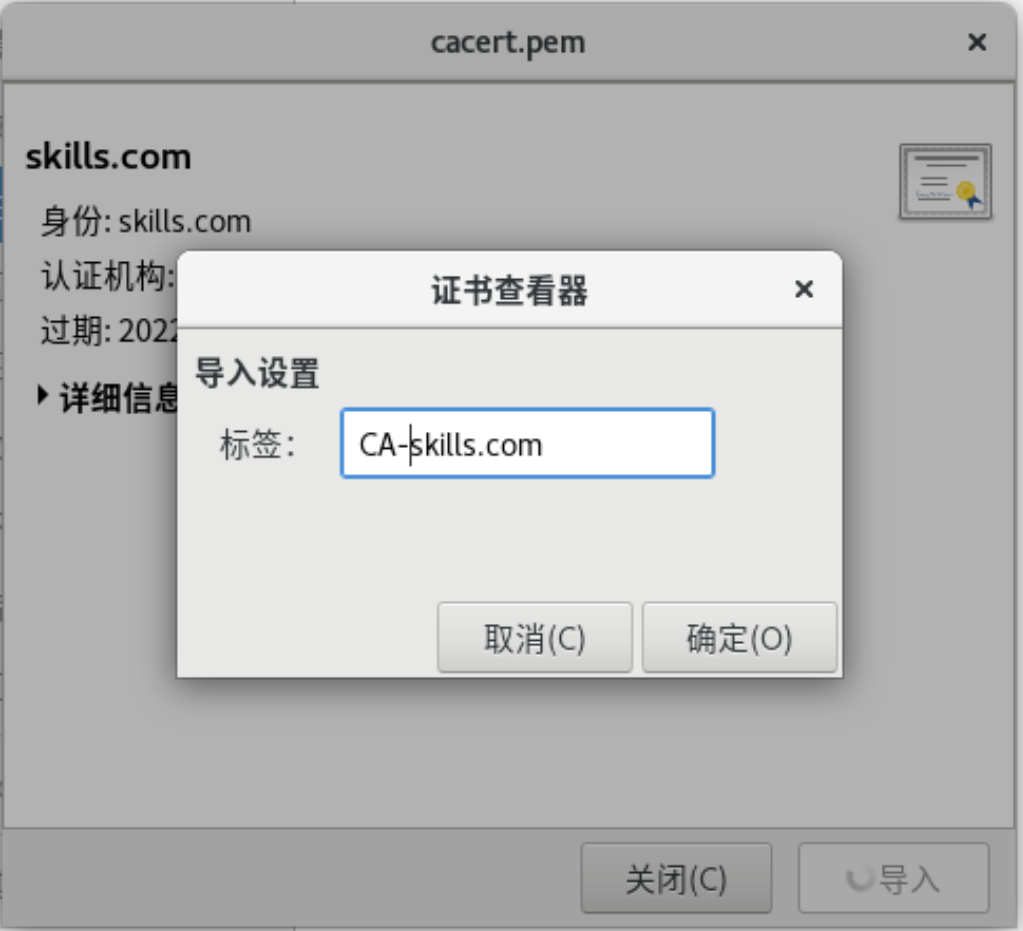 cacert.pem
skills.com
身份: skills.com
认证机构:
过期: 2022
详细信息
证书查看器
导入设置
标签：
CA-skills.com
取消(C)
确定(O)
关闭(C)
导入